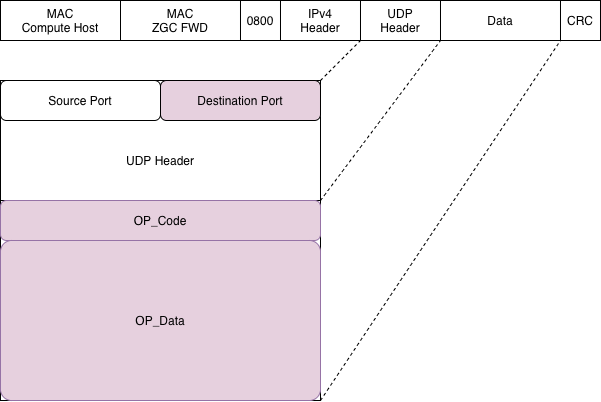 MAC
Compute Host
MAC
ZGC FWD
0800
IPv4
Header
UDP
Header
Data
CRC
Source Port
Destination Port
UDP Header
OP_Code
OP_Data